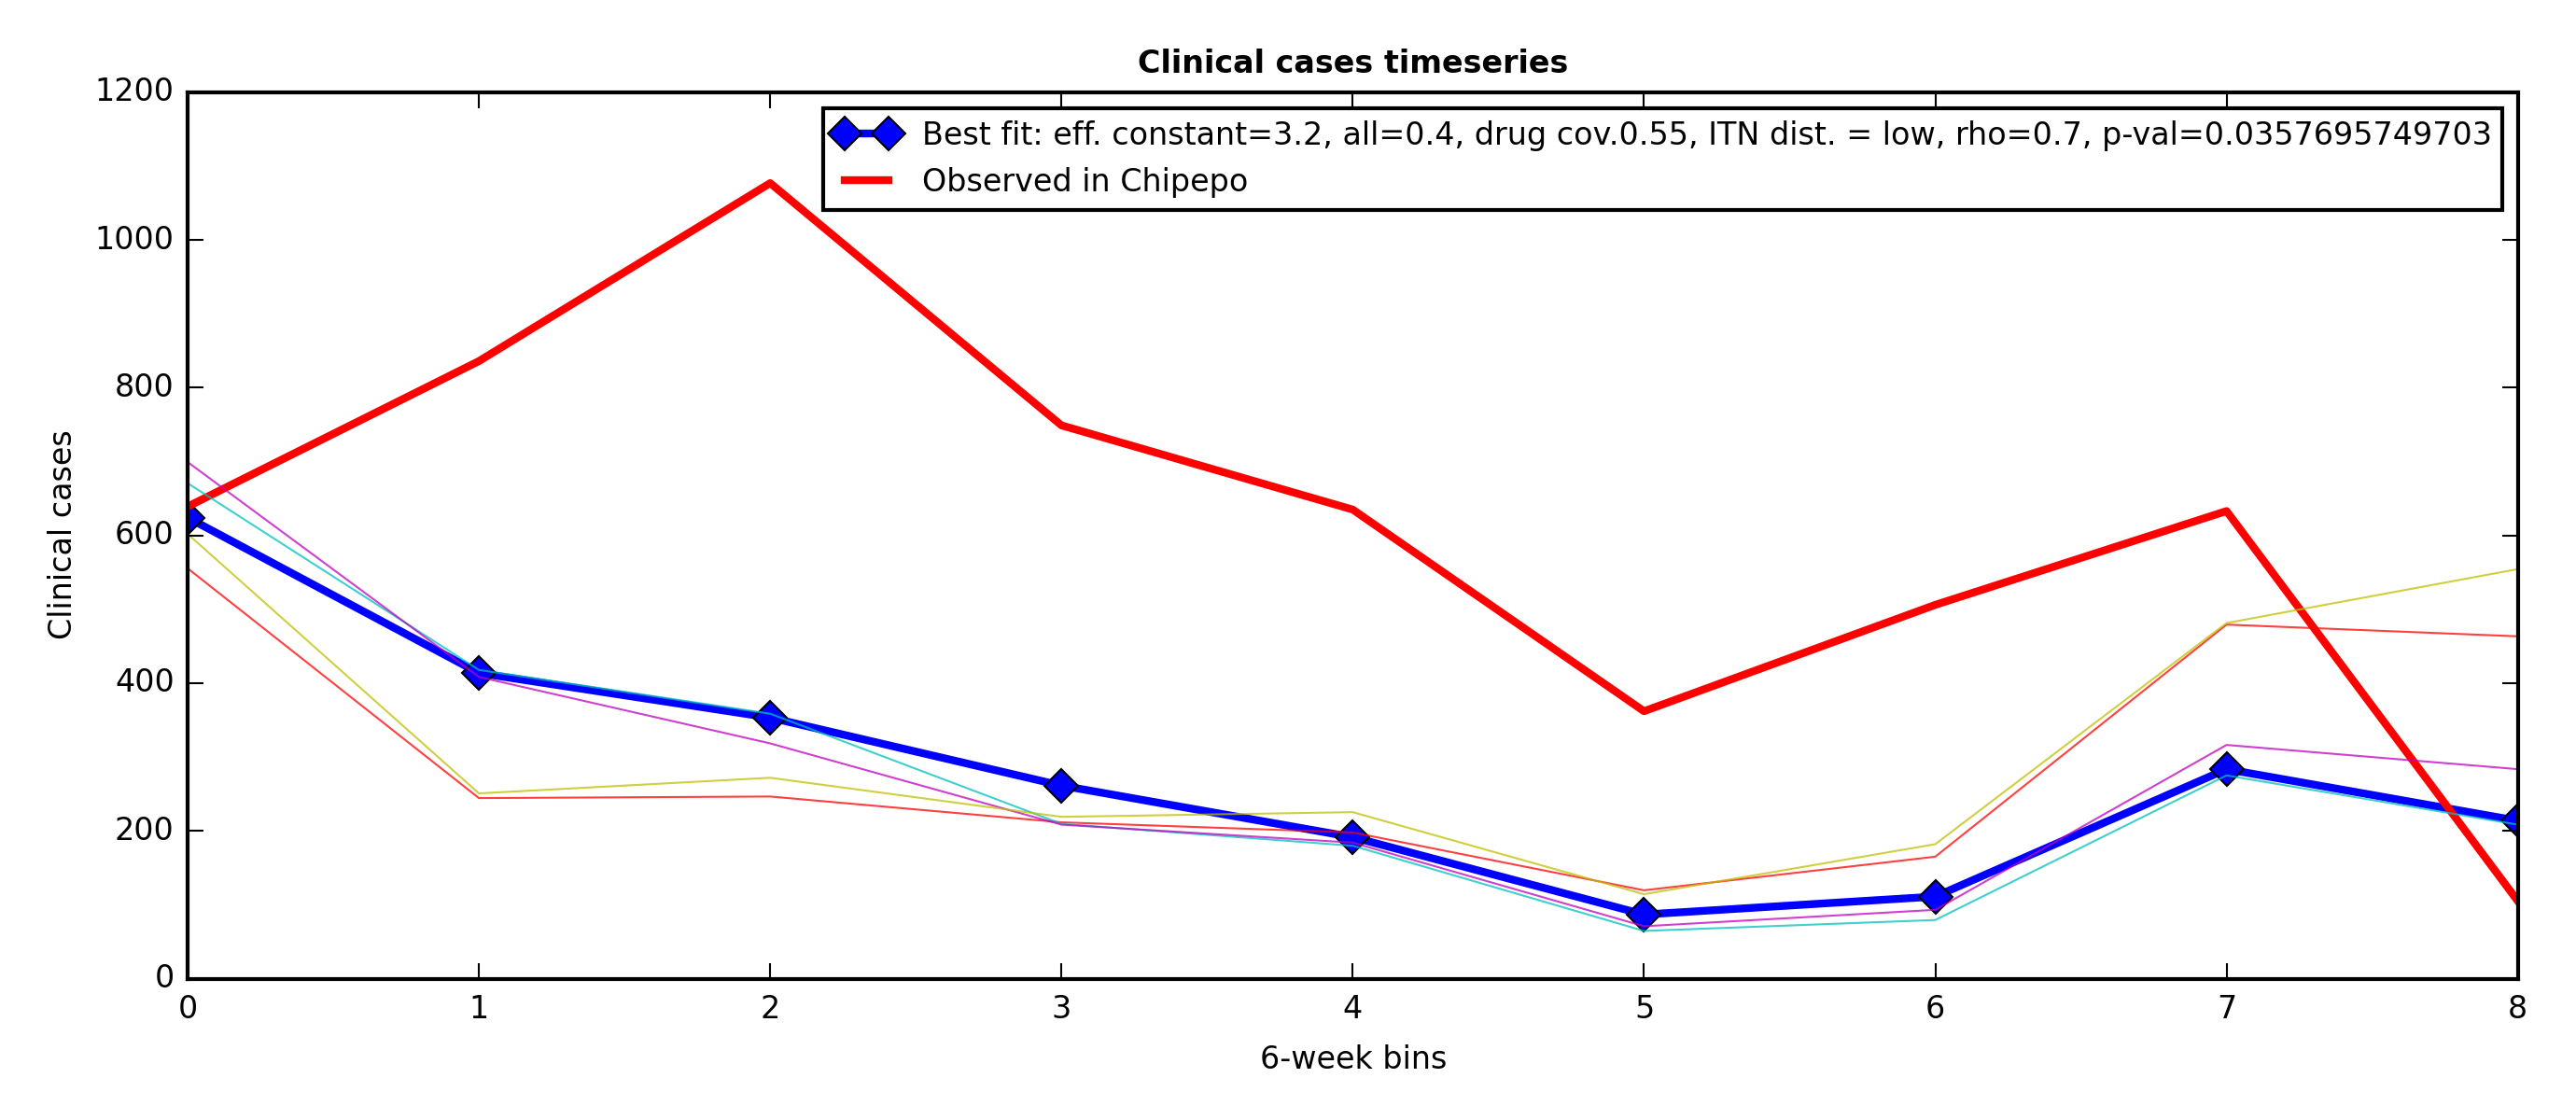 Clinical cases timeseries
1200
1000
800
600
400
200
0
Clinical cases
Best fit: eff. constant=3.2, all=0.4, drug cov.0.55, ITN dist. = low, rho=0.7, p-val=0.0357695749703
Observed in Chipepo
0 1 2 3 4 5 6 7 8
6-week bins